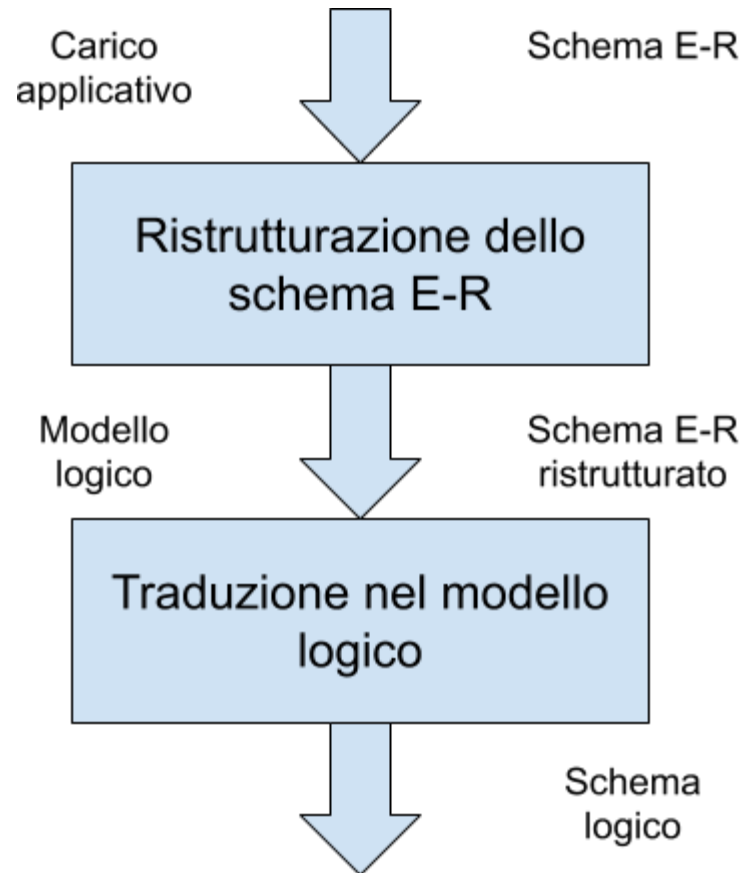 Carico
applicativo
Schema E-R
Ristrutturazione dello
schema E-R
Modello
logico
Schema E-R
ristrutturato
Traduzione nel modello
logico
Schema
logico